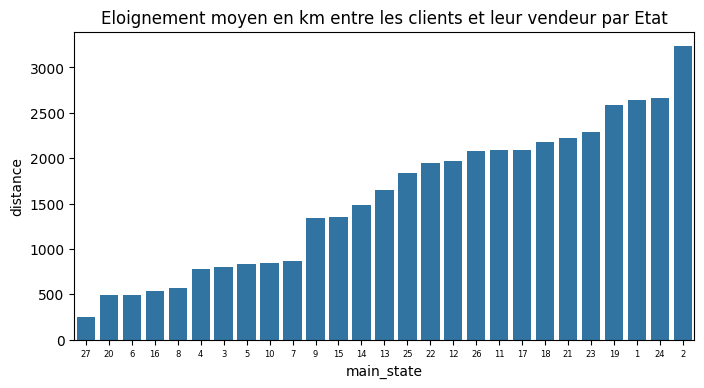 Eloignement moyen en km entre les clients et leur vendeur par Etat
distance
3000
2500
2000
1500
1000
500
0
27 20 6 16 8 4 3 5 10 7 9 15 14 13 25 22 12 26 11 17 18 21 23 19 1 24 2
main_state